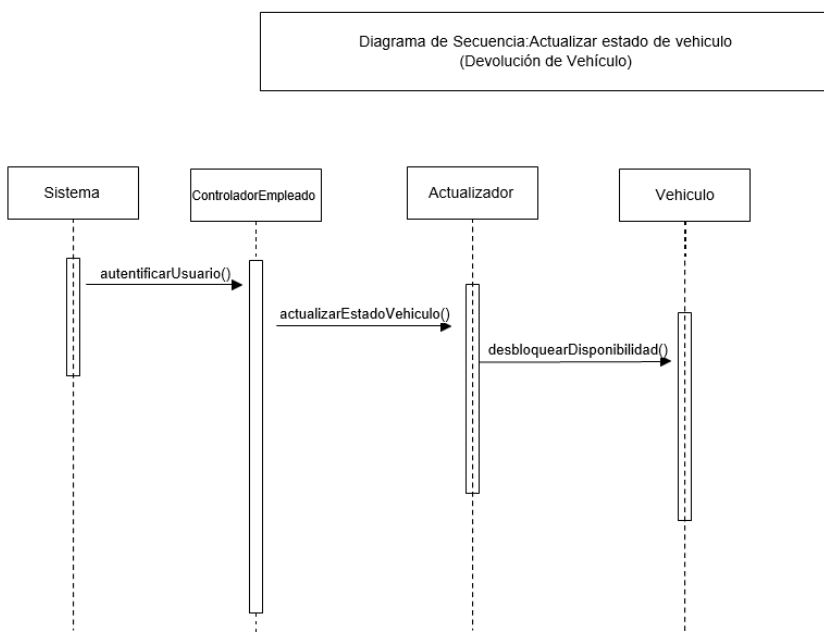 Diagrama de Secuencia:Actualizar estado de vehiculo
(Devolución de Vehículo)
Sistema
ControladorEmpleado
Actualizador
Vehiculo
autentificarUsuario()
actualizarEstadoVehiculo()
desbloquearDisponibilidad()